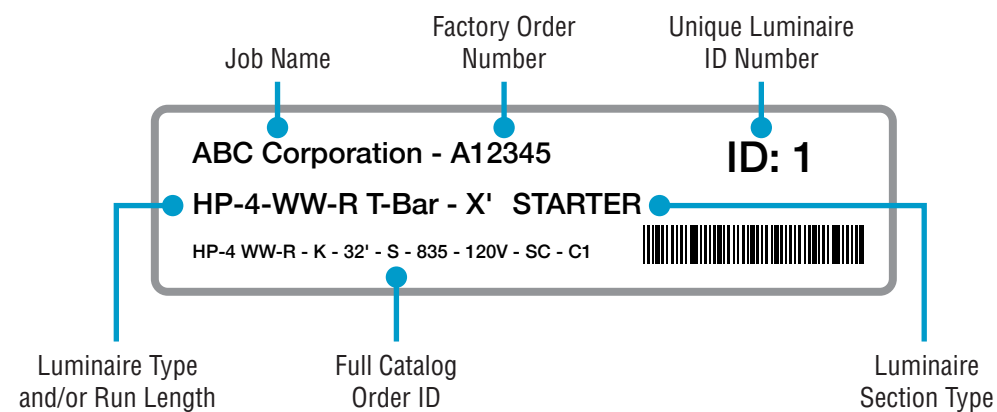 Job Name
Factory Order
Number
Unique Luminaire
ID Number
ABC Corporation - A12345
ID: 1
HP-4-WW-R T-Bar - X' STARTER
HP-4 WW-R - K - 32' - S - 835 - 120V - SC - C1
Luminaire Type
and/or Run Length
Full Catalog
Order ID
Luminaire
Section Type